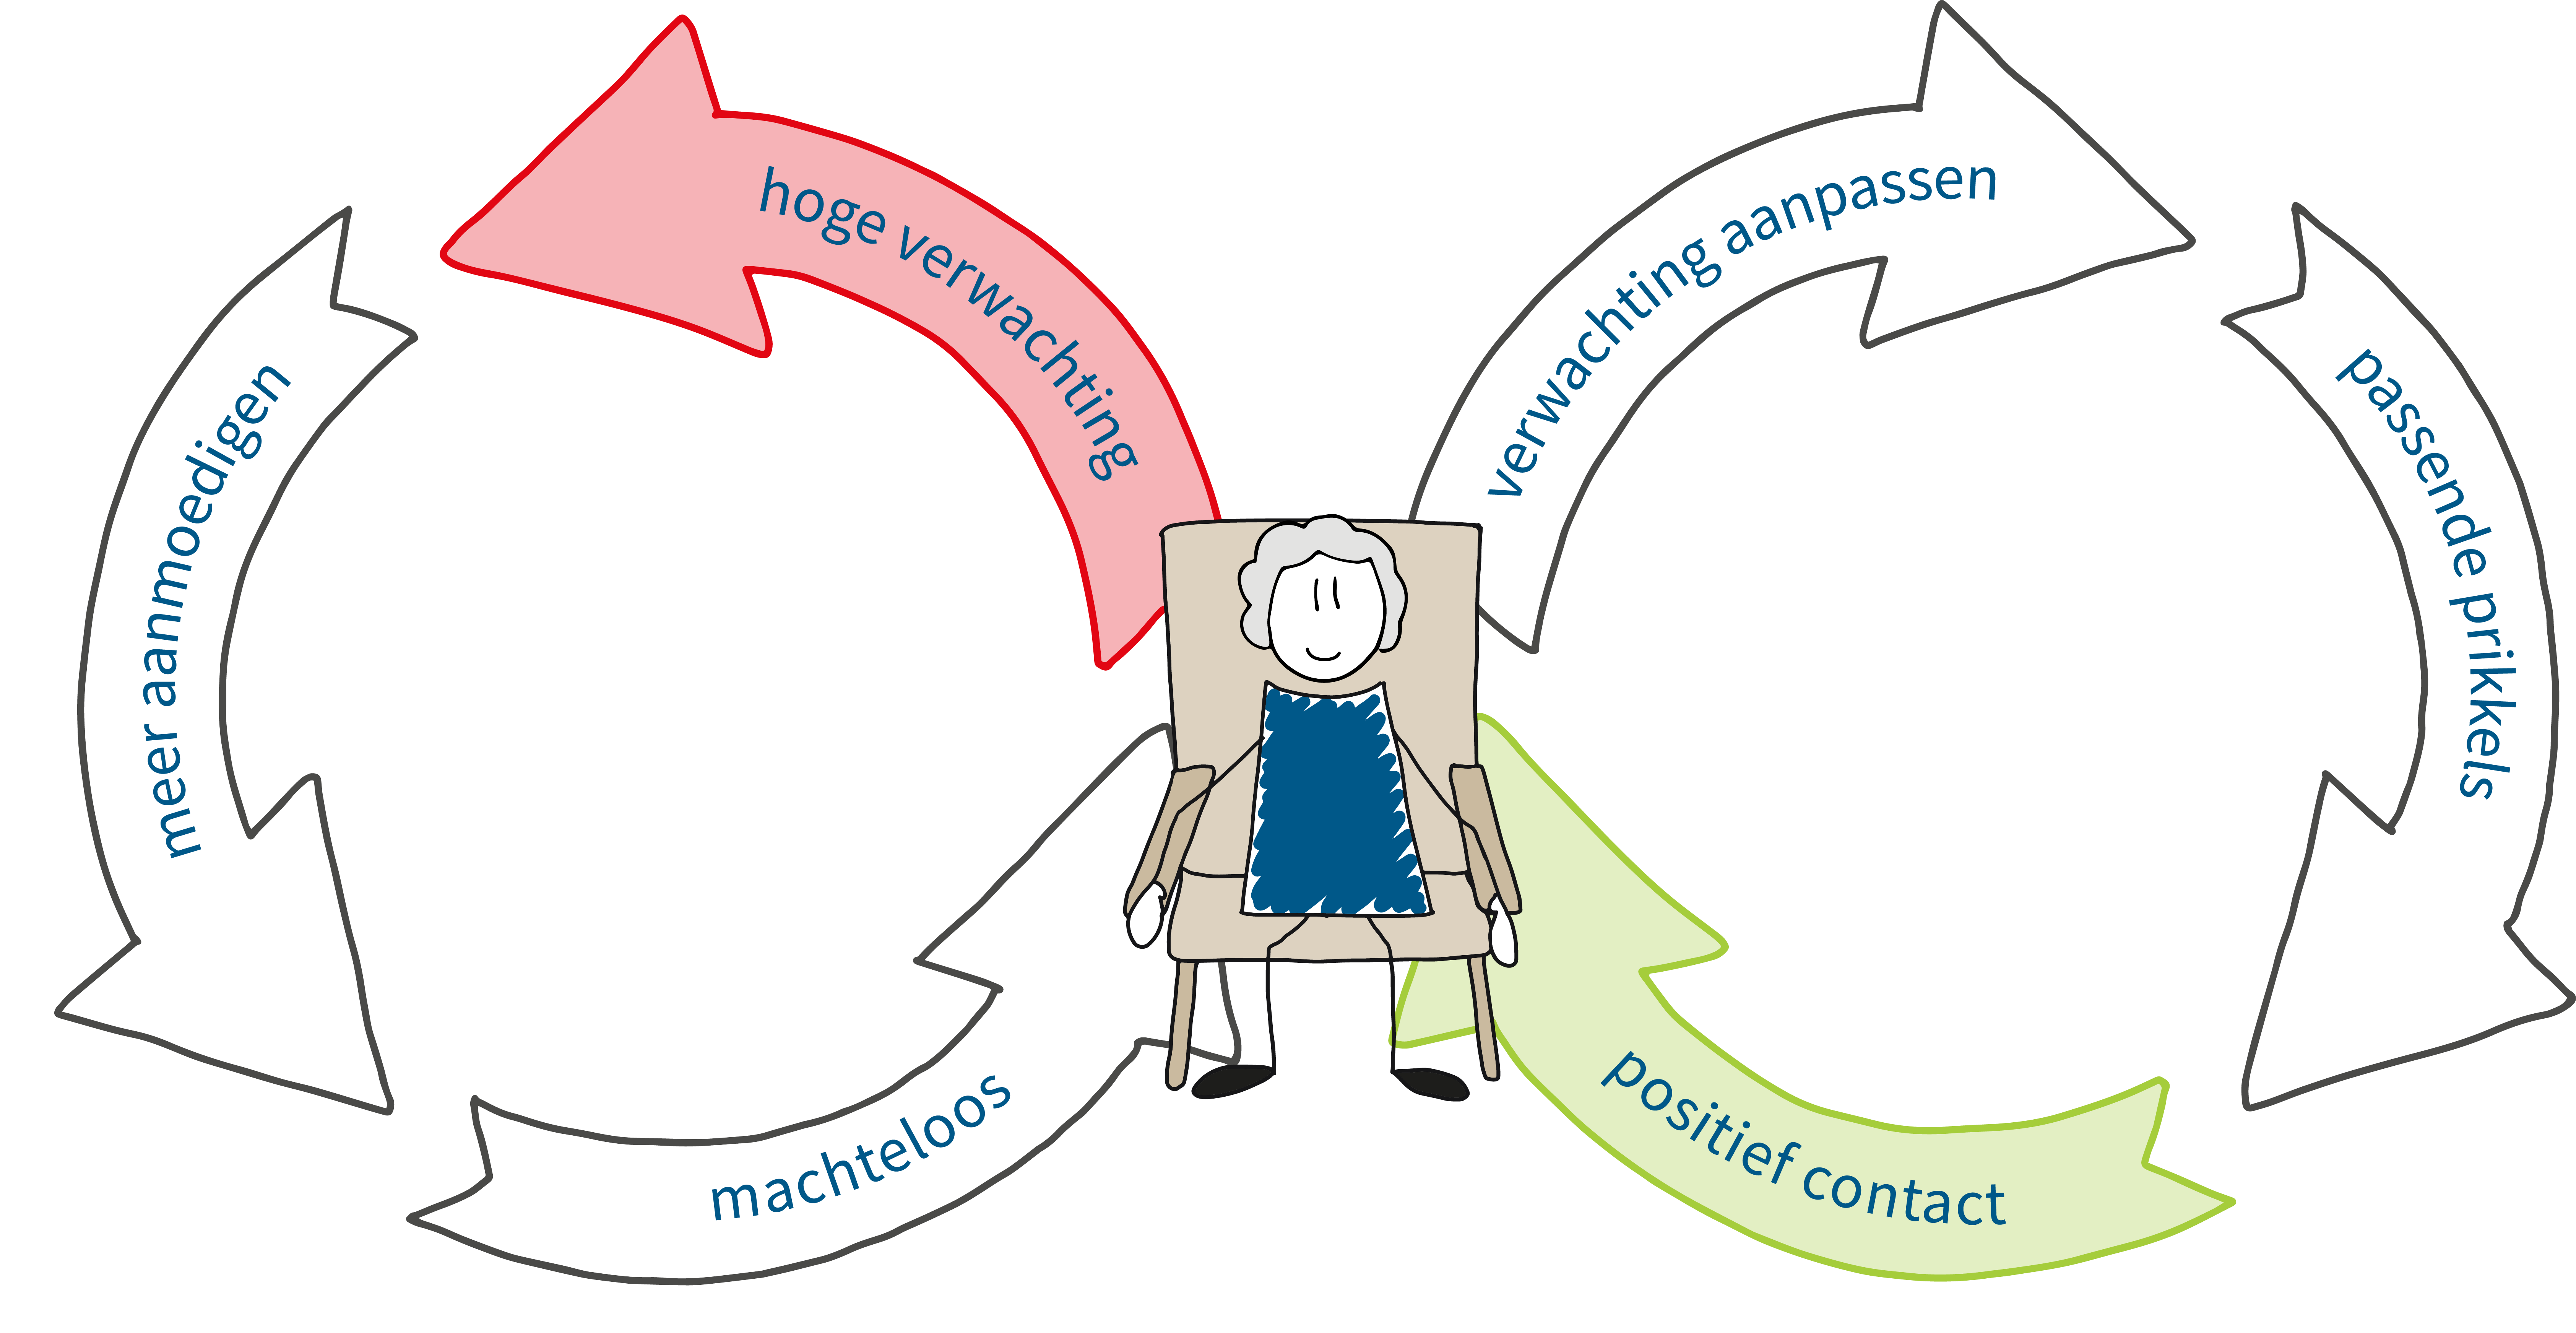 hoge verwachting
meer aanmoedigen
machteloos
verwachting aanpassen
passende prikkels
positief contact